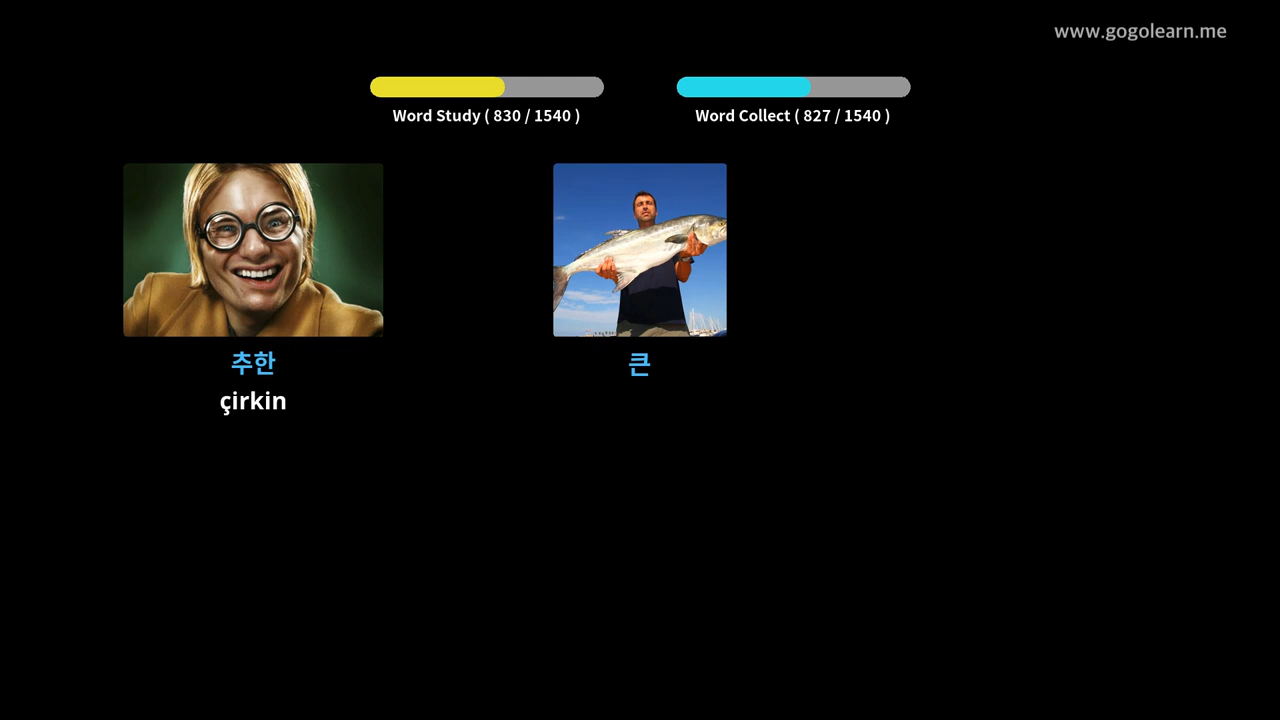 www.gogolearn.me
Word Study ( 830 / 1540 )
Word Collect ( 827 / 1540 )
추한
çirkin
큰